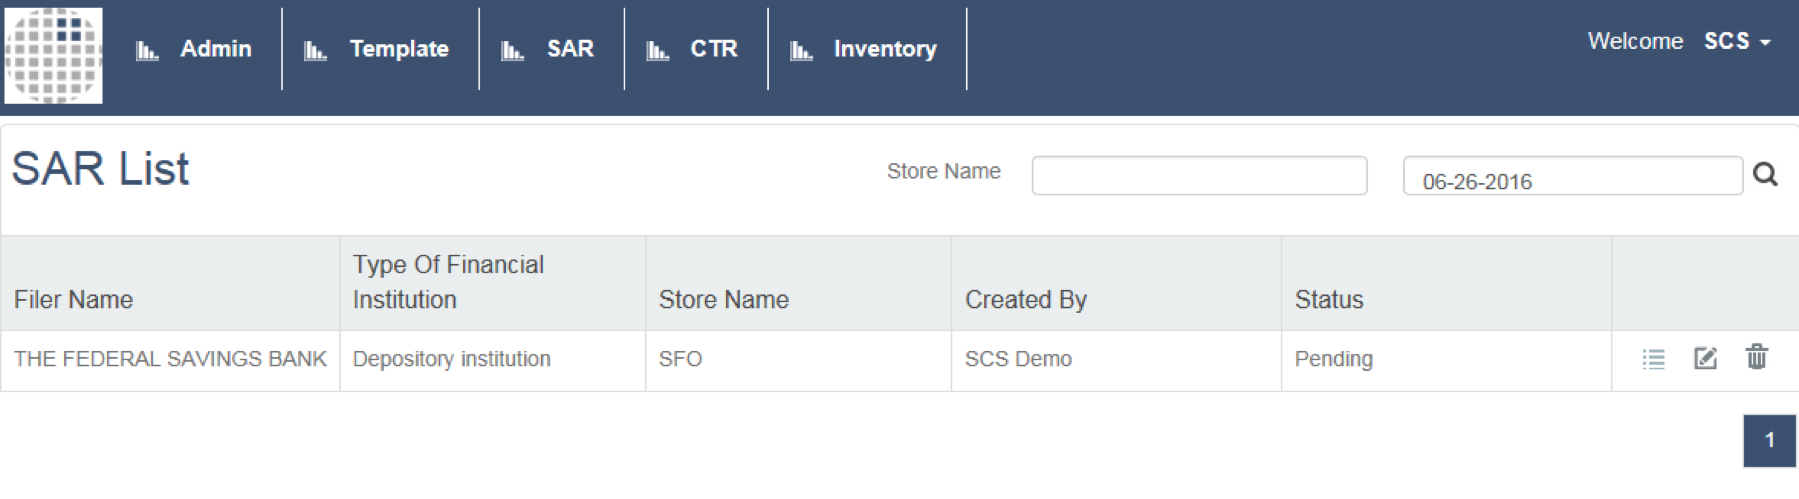 Admin Template SAR CTR Inventory Welcome SCS
SAR List Store Name 06-26-2016
Filer Name Type Of Financial Institution Store Name Created By Status
THE FEDERAL SAVINGS BANK Depository institution SFO SCS Demo Pending
1